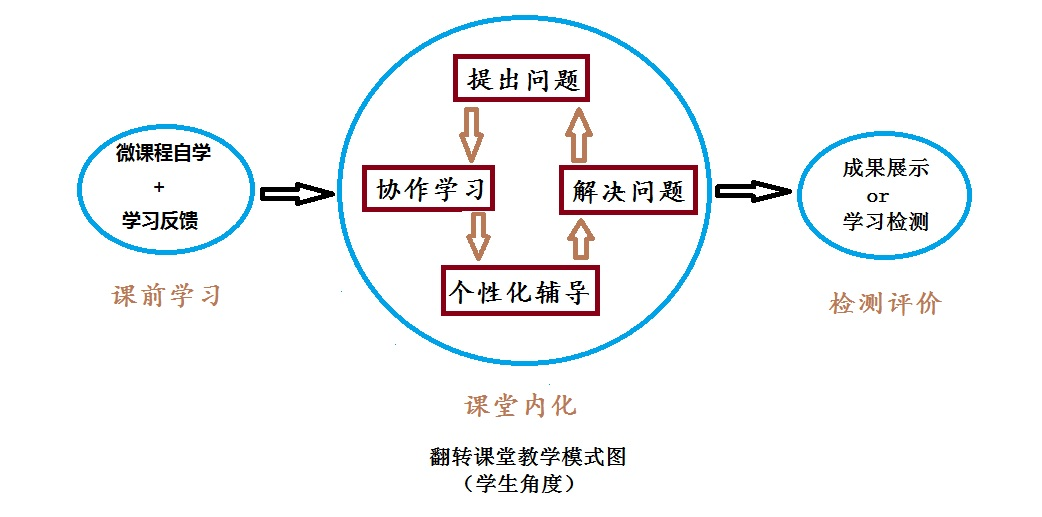 微课程自学
+
学习反馈
课前学习
提出问题
协作学习
解决问题
个性化辅导
课堂内化
成果展示
or
学习检测
检测评价
翻转课堂教学模式图
（学生角度）